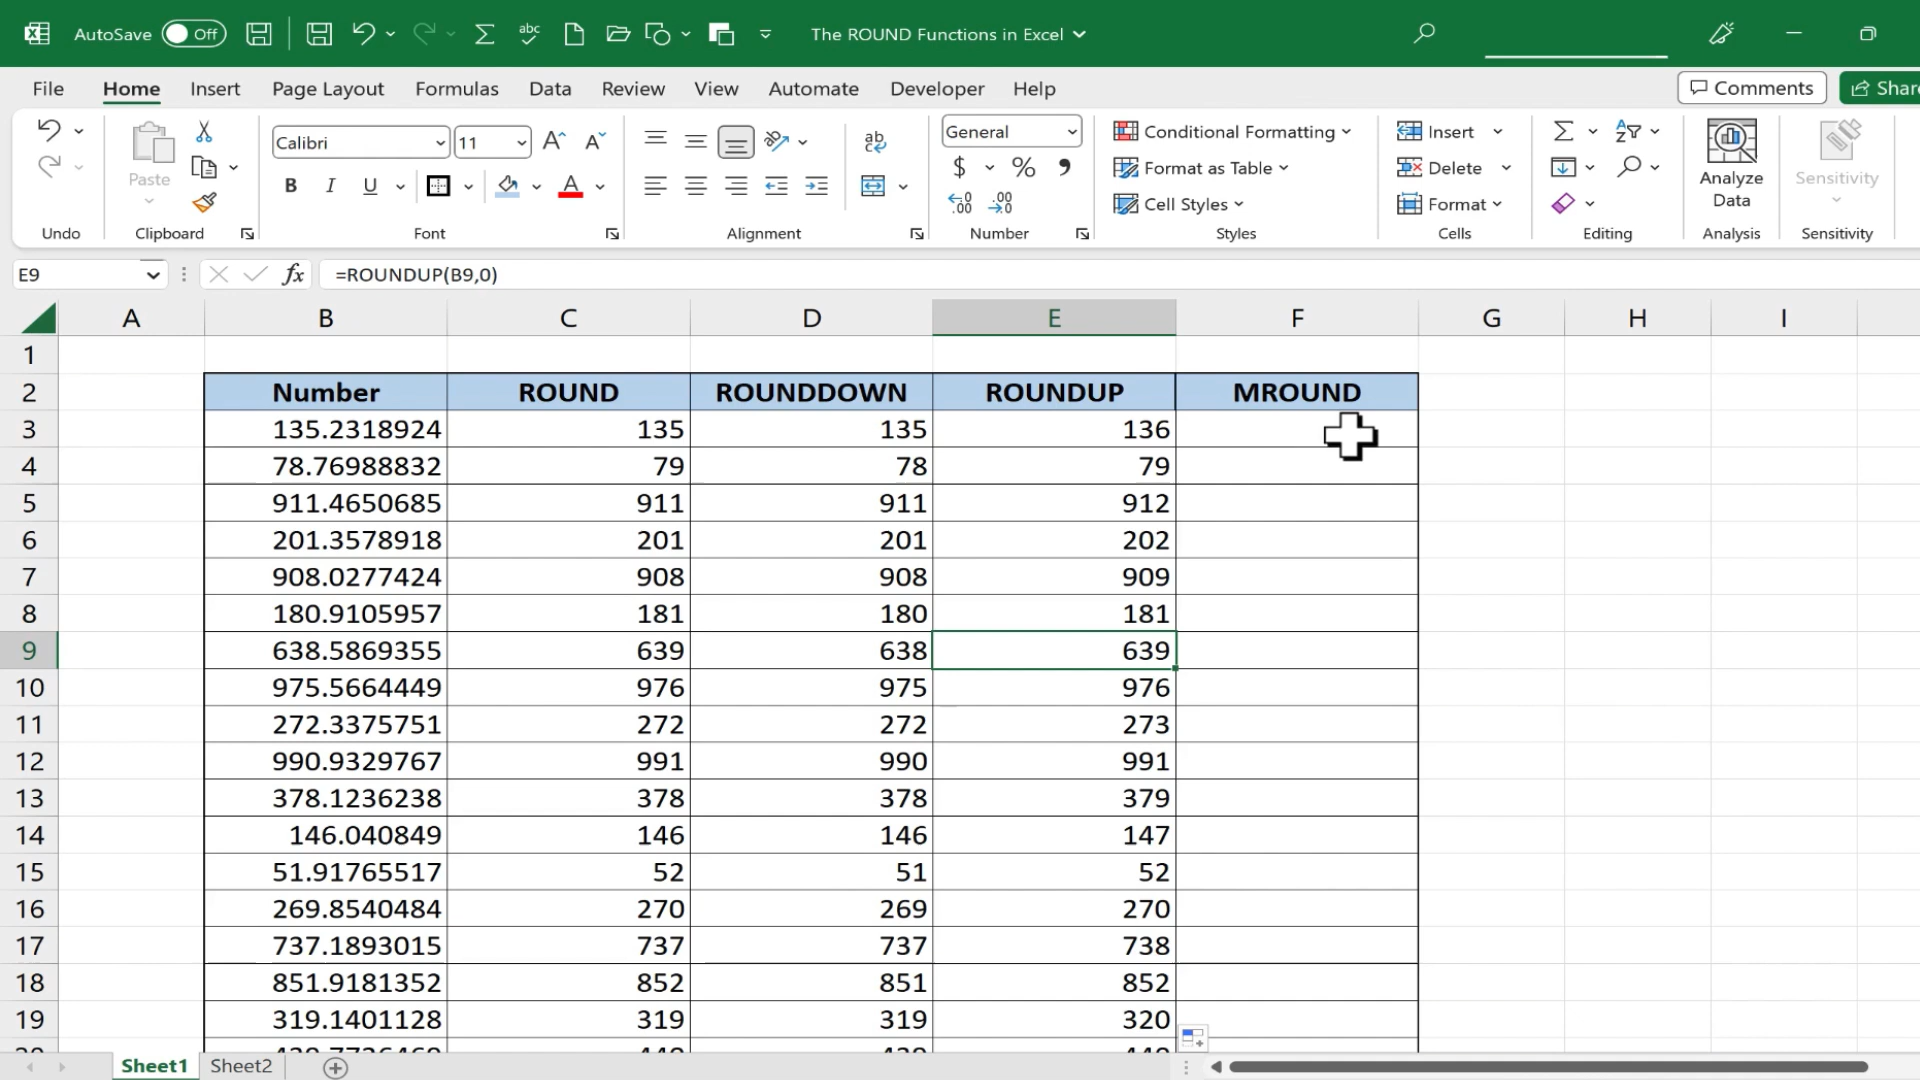 AutoSave Off The ROUND Functions in Excel
File Home Insert Page Layout Formulas Data Review View Automate Developer Help Comments Share
Paste Calibri 11 General Conditional Formatting Insert Analyze Data Sensitivity
B I U $ % Format as Table Delete
Cell Styles Format
Undo Clipboard Font Alignment Number Styles Cells Editing Analysis Sensitivity
E9 fx =ROUNDUP(B9,0)
A B C D E F G H I
1
2 Number ROUND ROUNDDOWN ROUNDUP MROUND
3 135.2318924 135 135 136
4 78.76988832 79 78 79
5 911.4650685 911 911 912
6 201.3578918 201 201 202
7 908.0277424 908 908 909
8 180.9105957 181 180 181
9 638.5869355 639 638 639
10 975.5664449 976 975 976
11 272.3375751 272 272 273
12 990.9329767 991 990 991
13 378.1236238 378 378 379
14 146.040849 146 146 147
15 51.91765517 52 51 52
16 269.8540484 270 269 270
17 737.1893015 737 737 738
18 851.9181352 852 851 852
19 319.1401128 319 319 320
Sheet1 Sheet2